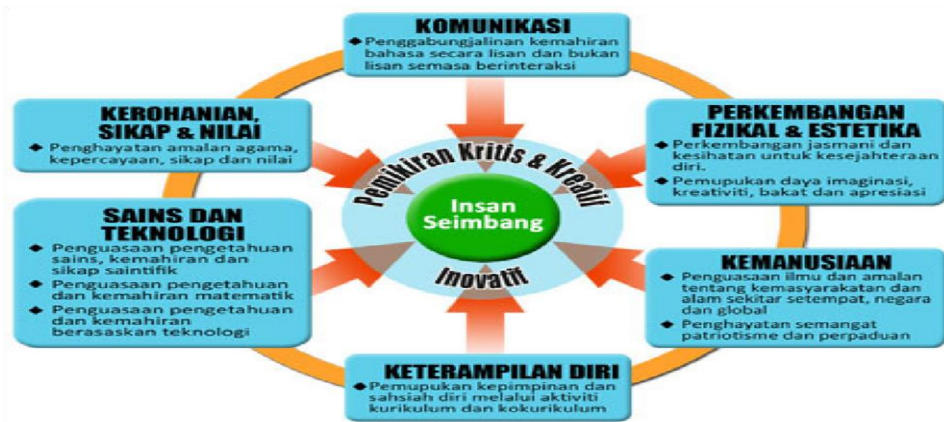 KOMUNIKASI
◆ Penggabungjalinan kemahiran
bahasa secara lisan dan bukan
lisan semasa berinteraksi
KEROHANIAN,
SIKAP & NILAI
◆ Penghayatan amalan agama,
kepercayaan, sikap dan nilai
PERKEMBANGAN
FIZIKAL & ESTETIKA
◆ Perkembangan jasmani dan
kesihatan untuk kesejahteraan
diri.
◆ Pemupukan daya imaginasi,
kreativiti, bakat dan apresiasi
Pemikiran Kritis & Kreatif
Insan
Seimbang
Inovatif
SAINS DAN
TEKNOLOGI
◆ Penguasaan pengetahuan
sains, kemahiran dan
sikap saintifik
◆ Penguasaan pengetahuan
dan kemahiran matematik
◆ Penguasaan pengetahuan
dan kemahiran
berasaskan teknologi
KEMANUSIAAN
◆ Penguasaan ilmu dan amalan
tentang kemasyarakatan dan
alam sekitar setempat, negara
dan global
◆ Penghayatan semangat
patriotisme dan perpaduan
KETERAMPILAN DIRI
◆ Pemupukan kepimpinan dan
sahsiah diri melalui aktiviti
kurikulum dan kokurikulum